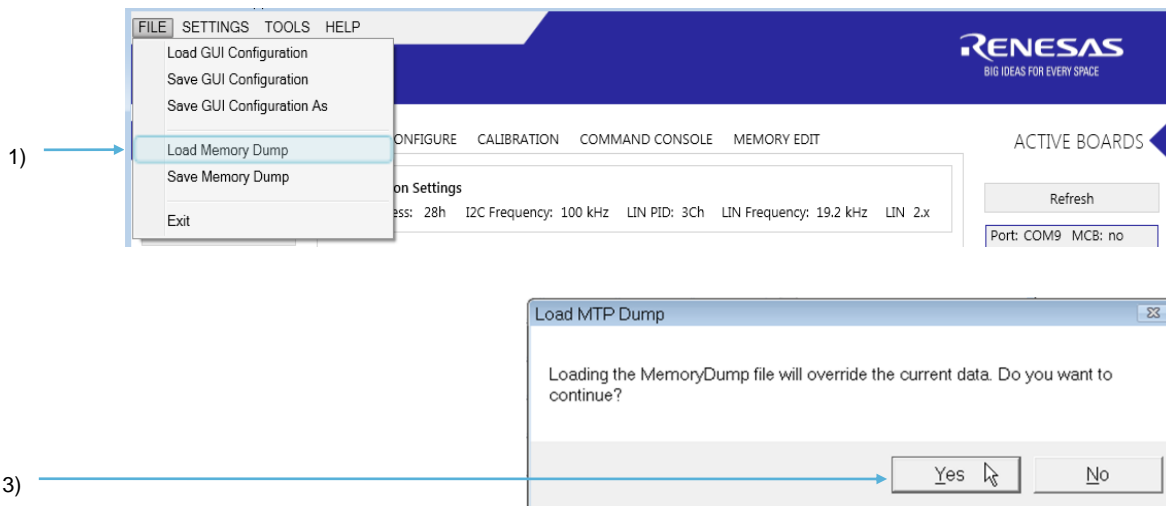 FILE SETTINGS TOOLS HELP
Load GUI Configuration
Save GUI Configuration
Save GUI Configuration As
RENESAS
BIG IDEAS FOR EVERY SPACE
ONFIGURE CALIBRATION COMMAND CONSOLE MEMORY EDIT
ACTIVE BOARDS
1)
Load Memory Dump
Save Memory Dump
Exit
on Settings
ess: 28h I2C Frequency: 100 kHz LIN PID: 3Ch LIN Frequency: 19.2 kHz LIN 2.x
Refresh
Port: COM9 MCB: no
Load MTP Dump
Loading the MemoryDump file will override the current data. Do you want to
continue?
3)
Yes
No